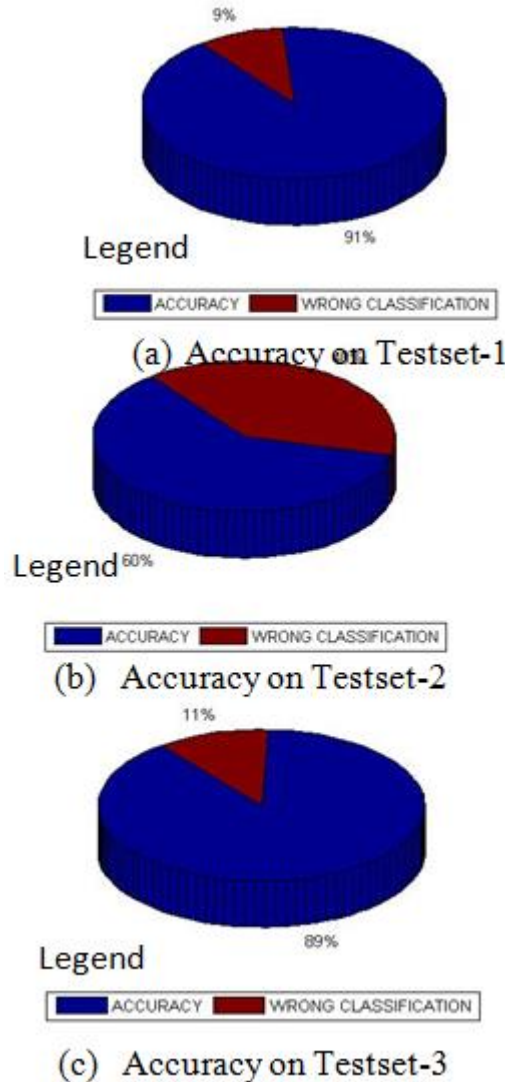 9%
91%
Legend
ACCURACY WRONG CLASSIFICATION
(a) Accuracy on Testset-1
60%
Legend
ACCURACY WRONG CLASSIFICATION
(b) Accuracy on Testset-2
11%
89%
Legend
ACCURACY WRONG CLASSIFICATION
(c) Accuracy on Testset-3